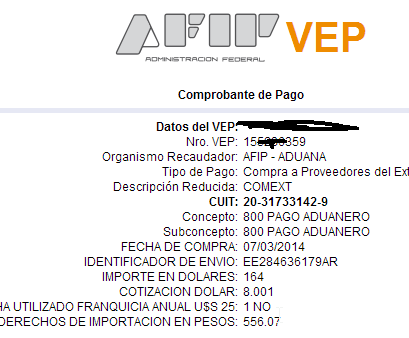 AFIP VEP
ADMINISTRACION FEDERAL
Comprobante de Pago
Datos del VEP:
Nro. VEP: 15 359
Organismo Recaudador: AFIP - ADUANA
Tipo de Pago: Compra a Proveedores del Ext
Descripción Reducida: COMEXT
CUIT: 20-31733142-9
Concepto: 800 PAGO ADUANERO
Subconcepto: 800 PAGO ADUANERO
FECHA DE COMPRA: 07/03/2014
IDENTIFICADOR DE ENVIO: EE284636179AR
IMPORTE EN DOLARES: 164
COTIZACION DOLAR: 8.001
HA UTILIZADO FRANQUICIA ANUAL U$S 25: 1 NO
DERECHOS DE IMPORTACION EN PESOS: 556.07